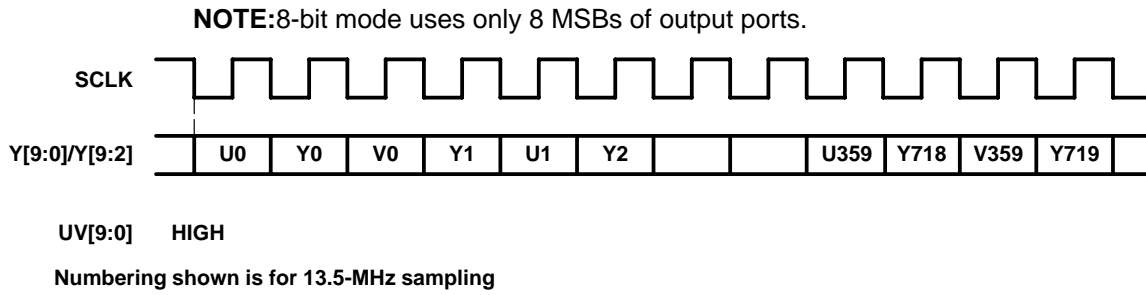 NOTE:8-bit mode uses only 8 MSBs of output ports.
SCLK
Y[9:0]/Y[9:2] U0 Y0 V0 Y1 U1 Y2 U359 Y718 V359 Y719
UV[9:0] HIGH
Numbering shown is for 13.5-MHz sampling